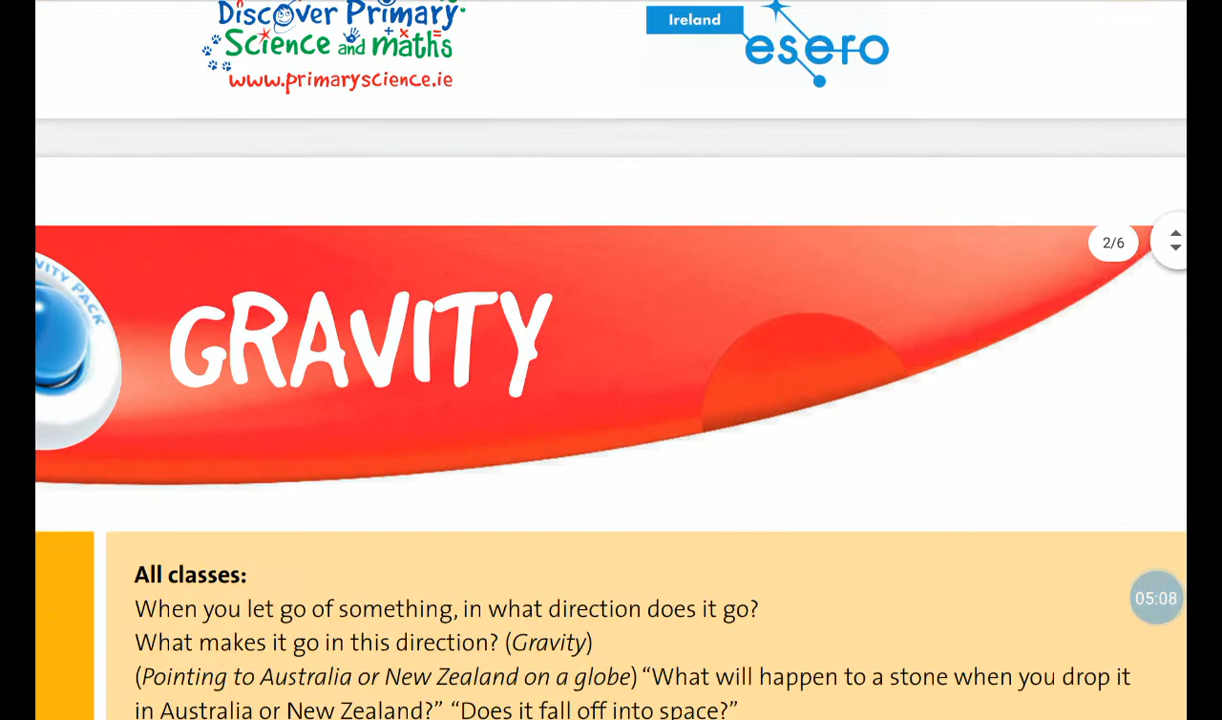 Discover Primary
Science and maths
www.primaryscience.ie
Ireland
esero
2/6
VITY PACK
GRAVITY
All classes:
When you let go of something, in what direction does it go?
What makes it go in this direction? (Gravity)
(Pointing to Australia or New Zealand on a globe) “What will happen to a stone when you drop it
in Australia or New Zealand?” “Does it fall off into space?”
05:08